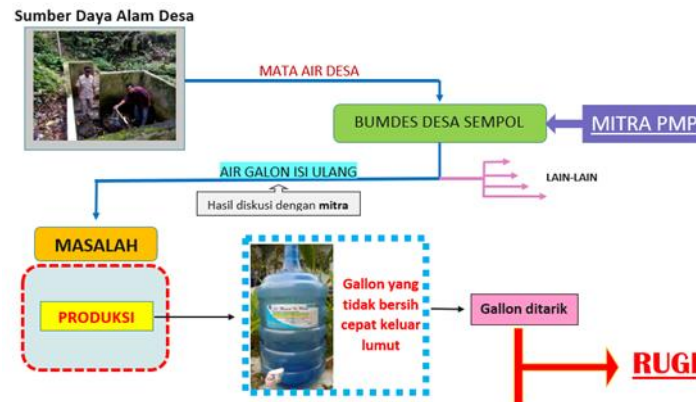 Sumber Daya Alam Desa
MATA AIR DESA
BUMDES DESA SEMPOL
MITRA PMP
AIR GALON ISI ULANG
LAIN-LAIN
Hasil diskusi dengan mitra
MASALAH
PRODUKSI
Gallon yang
tidak bersih
cepat keluar
lumut
Gallon ditarik
RUGI